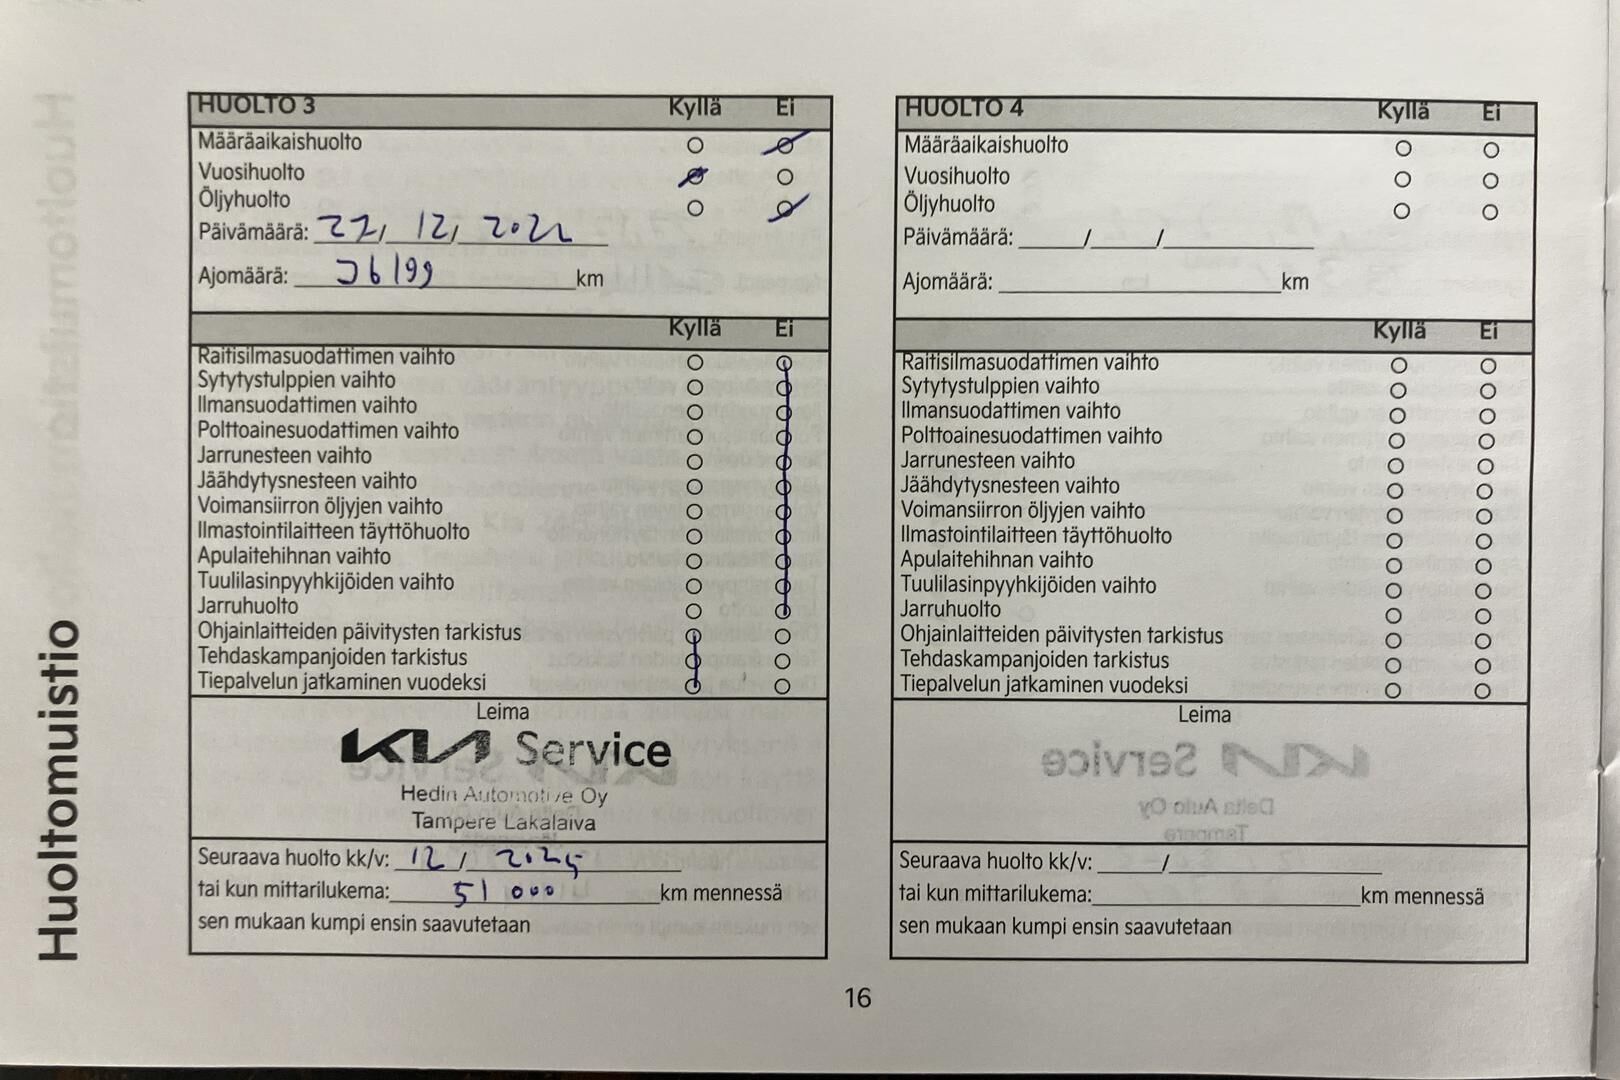 Huoltomuistio
HUOLTO 3 Kyllä Ei
Määräaikaishuolto
Vuosihuolto
Öljyhuolto
Päivämäärä: / 12 /
Ajomäärä: km
Kyllä Ei
Raitisilmasuodattimen vaihto
Sytytystulppien vaihto
Ilmansuodattimen vaihto
Polttoainesuodattimen vaihto
Jarrunesteen vaihto
Jäähdytysnesteen vaihto
Voimansiirron öljyjen vaihto
Ilmastointilaitteen täyttöhuolto
Apulaitehihnan vaihto
Tuulilasinpyyhkijöiden vaihto
Jarruhuolto
Ohjainlaitteiden päivitysten tarkistus
Tehdaskampanjoiden tarkistus
Tiepalvelun jatkaminen vuodeksi
Leima
KIA Service
Hedin Automotive Oy
Tampere Lakalaiva
Seuraava huolto kk/v: 12 /
tai kun mittarilukema: 51 000 km mennessä
sen mukaan kumpi ensin saavutetaan
HUOLTO 4 Kyllä Ei
Määräaikaishuolto
Vuosihuolto
Öljyhuolto
Päivämäärä: / /
Ajomäärä: km
Kyllä Ei
Raitisilmasuodattimen vaihto
Sytytystulppien vaihto
Ilmansuodattimen vaihto
Polttoainesuodattimen vaihto
Jarrunesteen vaihto
Jäähdytysnesteen vaihto
Voimansiirron öljyjen vaihto
Ilmastointilaitteen täyttöhuolto
Apulaitehihnan vaihto
Tuulilasinpyyhkijöiden vaihto
Jarruhuolto
Ohjainlaitteiden päivitysten tarkistus
Tehdaskampanjoiden tarkistus
Tiepalvelun jatkaminen vuodeksi
Leima
Seuraava huolto kk/v: /
tai kun mittarilukema: km mennessä
sen mukaan kumpi ensin saavutetaan
16